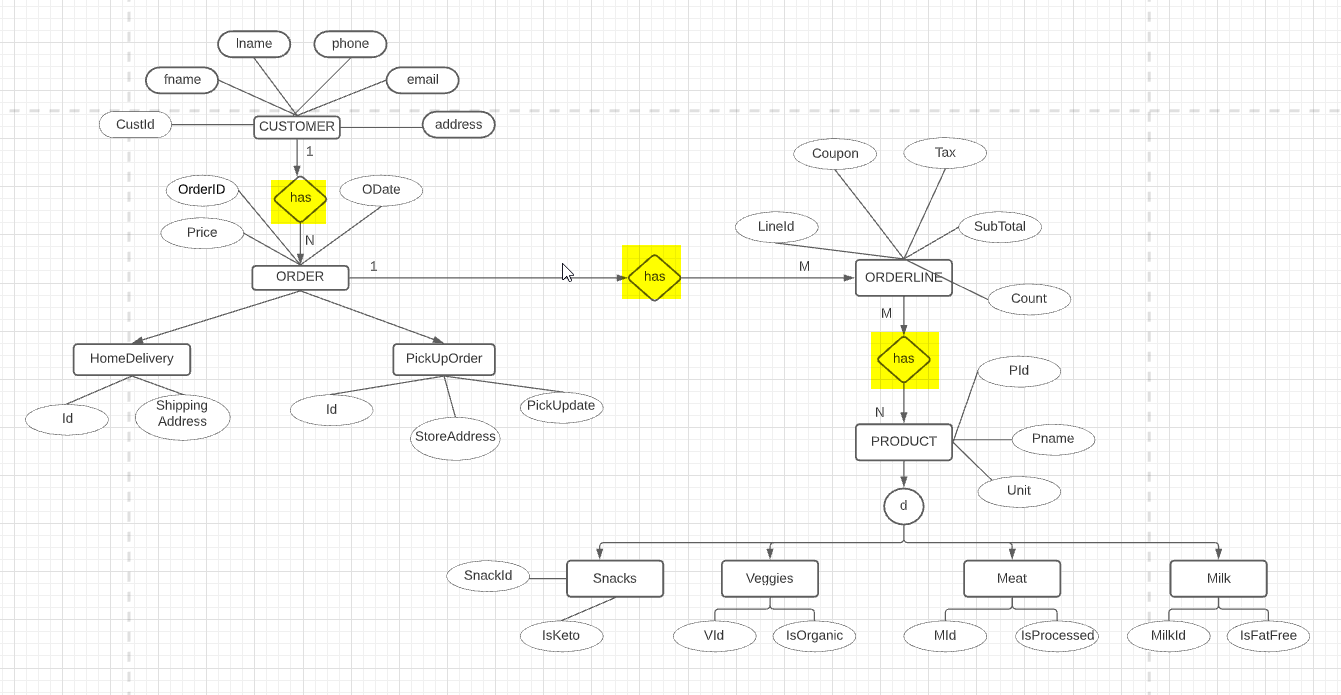 lname
phone
fname
email
CustId
CUSTOMER
address
1
Coupon
Tax
OrderID
has
ODate
Price
N
LineId
SubTotal
ORDER
1
has
M
ORDERLINE
Count
M
HomeDelivery
PickUpOrder
has
PId
Id
Shipping
Address
Id
StoreAddress
PickUpdate
N
PRODUCT
Pname
Unit
d
SnackId
Snacks
Veggies
Meat
Milk
IsKeto
VId
IsOrganic
MId
IsProcessed
MilkId
IsFatFree